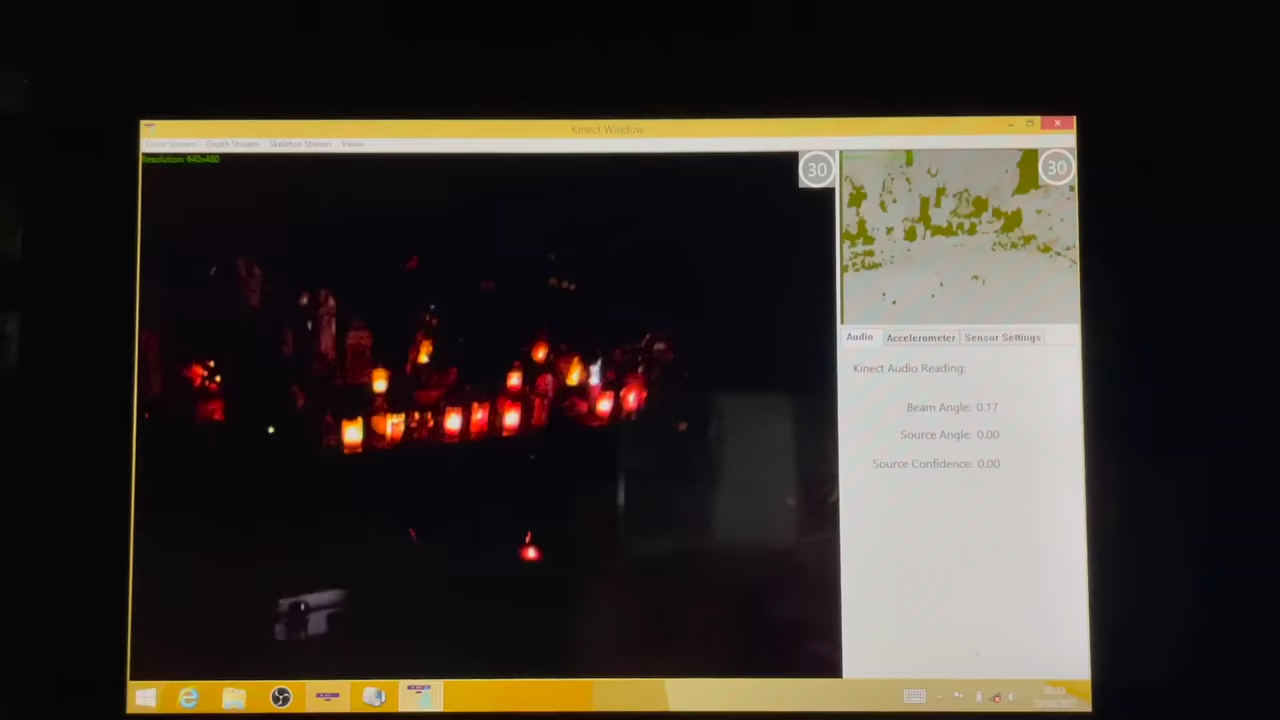 Kinect Window
Color Stream Depth Stream Skeleton Stream Views
Resolution: 640x480
30
30
Audio Accelerometer Sensor Settings
Kinect Audio Reading:
Beam Angle: 0.17
Source Angle: 0.00
Source Confidence: 0.00